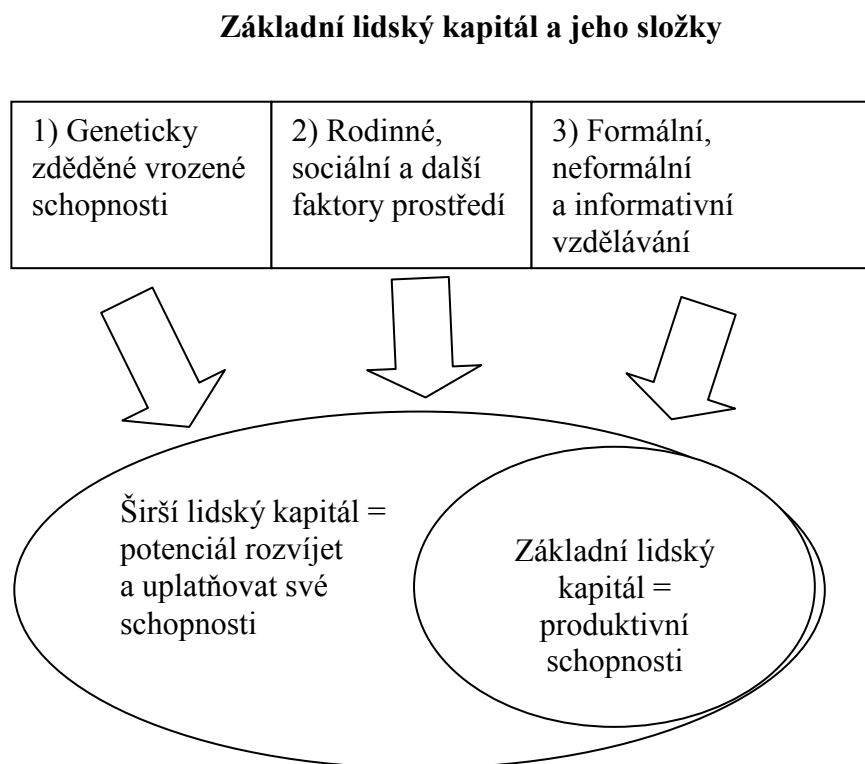 Základní lidský kapitál a jeho složky
1) Geneticky
zděděné vrozené
schopnosti
2) Rodinné,
sociální a další
faktory prostředí
3) Formální,
neformální
a informativní
vzdělávání
Širší lidský kapitál =
potenciál rozvíjet
a uplatňovat své
schopnosti
Základní lidský
kapitál =
produktivní
schopnosti